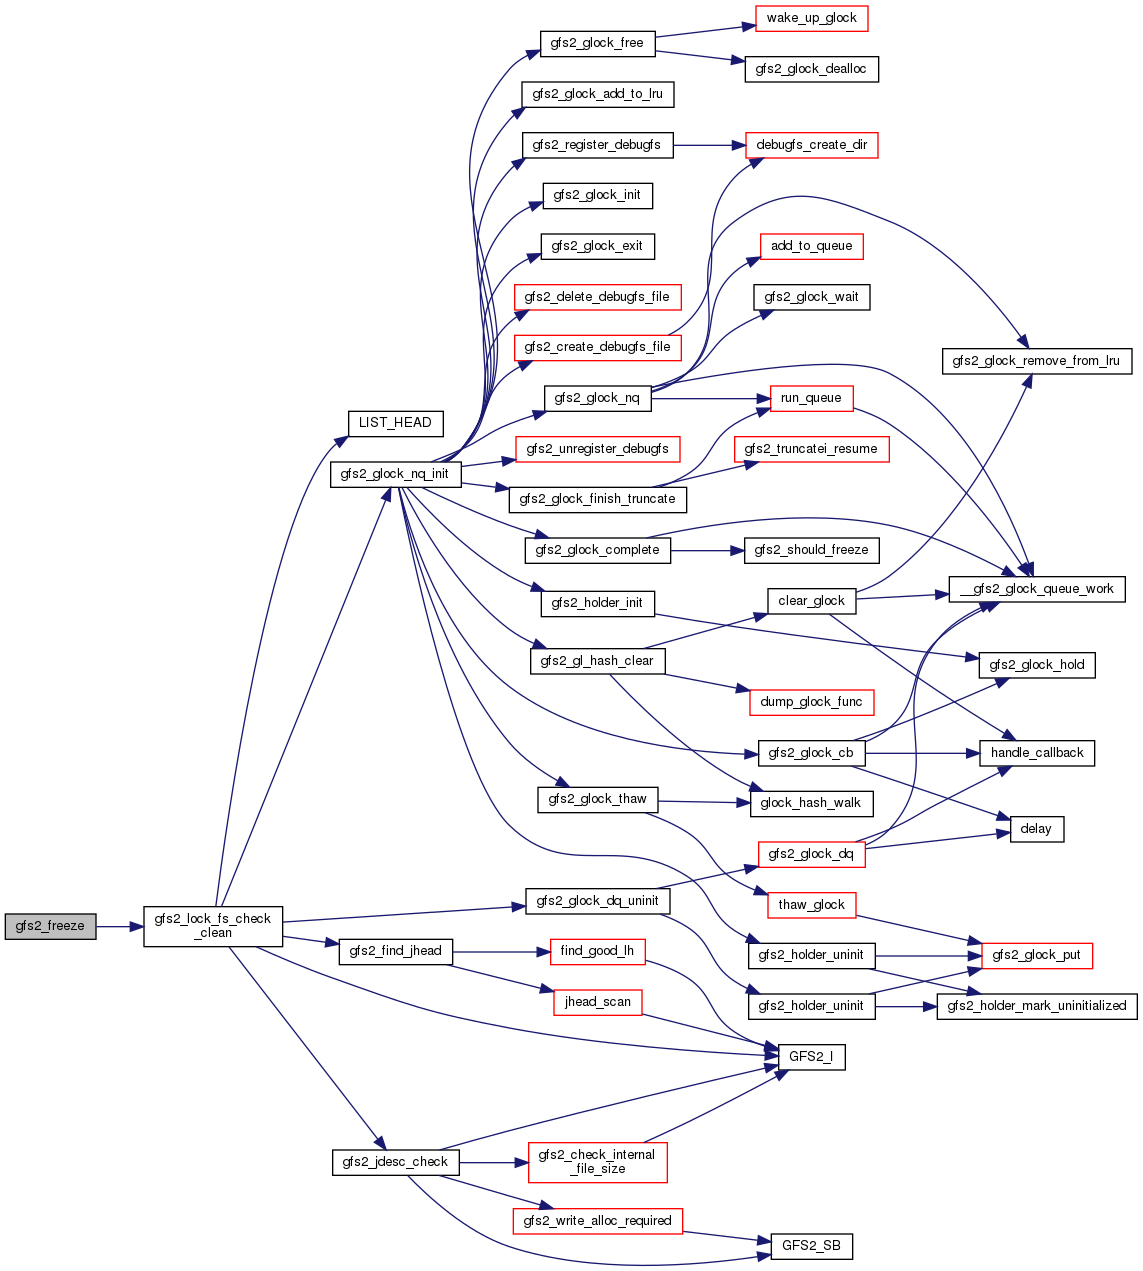 wake_up_glock
gfs2_glock_free
gfs2_glock_dealloc
gfs2_glock_add_to_lru
gfs2_register_debugfs
debugfs_create_dir
gfs2_glock_init
gfs2_glock_exit
add_to_queue
gfs2_delete_debugfs_file
gfs2_glock_wait
gfs2_create_debugfs_file
gfs2_glock_remove_from_lru
gfs2_glock_nq
run_queue
LIST_HEAD
gfs2_unregister_debugfs
gfs2_truncatei_resume
gfs2_glock_nq_init
gfs2_glock_finish_truncate
gfs2_glock_complete
gfs2_should_freeze
__gfs2_glock_queue_work
gfs2_holder_init
clear_glock
gfs2_gl_hash_clear
gfs2_glock_hold
dump_glock_func
gfs2_glock_cb
handle_callback
gfs2_glock_thaw
glock_hash_walk
delay
gfs2_glock_dq
gfs2_glock_dq_uninit
thaw_glock
gfs2_freeze
gfs2_lock_fs_check
_clean
gfs2_find_jhead
find_good_lh
gfs2_holder_uninit
gfs2_glock_put
jhead_scan
gfs2_holder_uninit
gfs2_holder_mark_uninitialized
GFS2_I
gfs2_jdesc_check
gfs2_check_internal
_file_size
gfs2_write_alloc_required
GFS2_SB